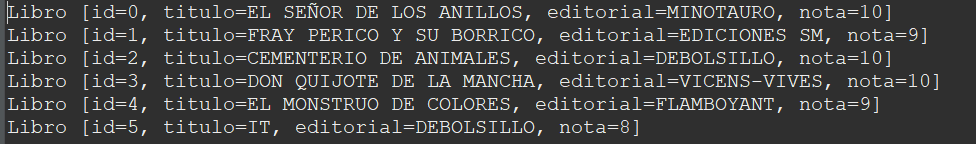 Libro [id=0, titulo=EL SEÑOR DE LOS ANILLOS, editorial=MINOTAURO, nota=10]
Libro [id=1, titulo=FRAY PERICO Y SU BORRICO, editorial=EDICIONES SM, nota=9]
Libro [id=2, titulo=CEMENTERIO DE ANIMALES, editorial=DEBOLSILLO, nota=10]
Libro [id=3, titulo=DON QUIJOTE DE LA MANCHA, editorial=VICENS-VIVES, nota=10]
Libro [id=4, titulo=EL MONSTRUO DE COLORES, editorial=FLAMBOYANT, nota=9]
Libro [id=5, titulo=IT, editorial=DEBOLSILLO, nota=8]